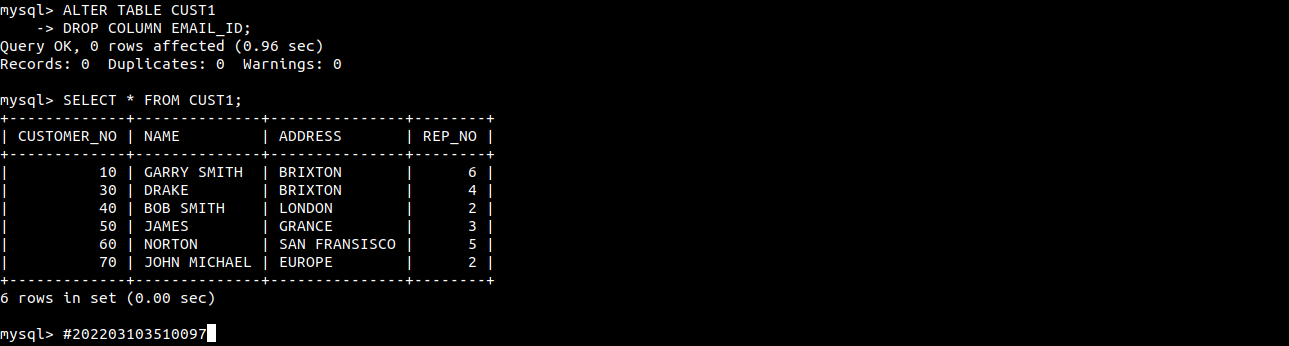 mysql> ALTER TABLE CUST1
    -> DROP COLUMN EMAIL_ID;
Query OK, 0 rows affected (0.96 sec)
Records: 0  Duplicates: 0  Warnings: 0

mysql> SELECT * FROM CUST1;
+-------------+--------------+---------------+--------+
| CUSTOMER_NO | NAME         | ADDRESS       | REP_NO |
+-------------+--------------+---------------+--------+
|          10 | GARRY SMITH  | BRIXTON       |      6 |
|          30 | DRAKE        | BRIXTON       |      4 |
|          40 | BOB SMITH    | LONDON        |      2 |
|          50 | JAMES        | GRANCE        |      3 |
|          60 | NORTON       | SAN FRANSISCO |      5 |
|          70 | JOHN MICHAEL | EUROPE        |      2 |
+-------------+--------------+---------------+--------+
6 rows in set (0.00 sec)

mysql> #202203103510097